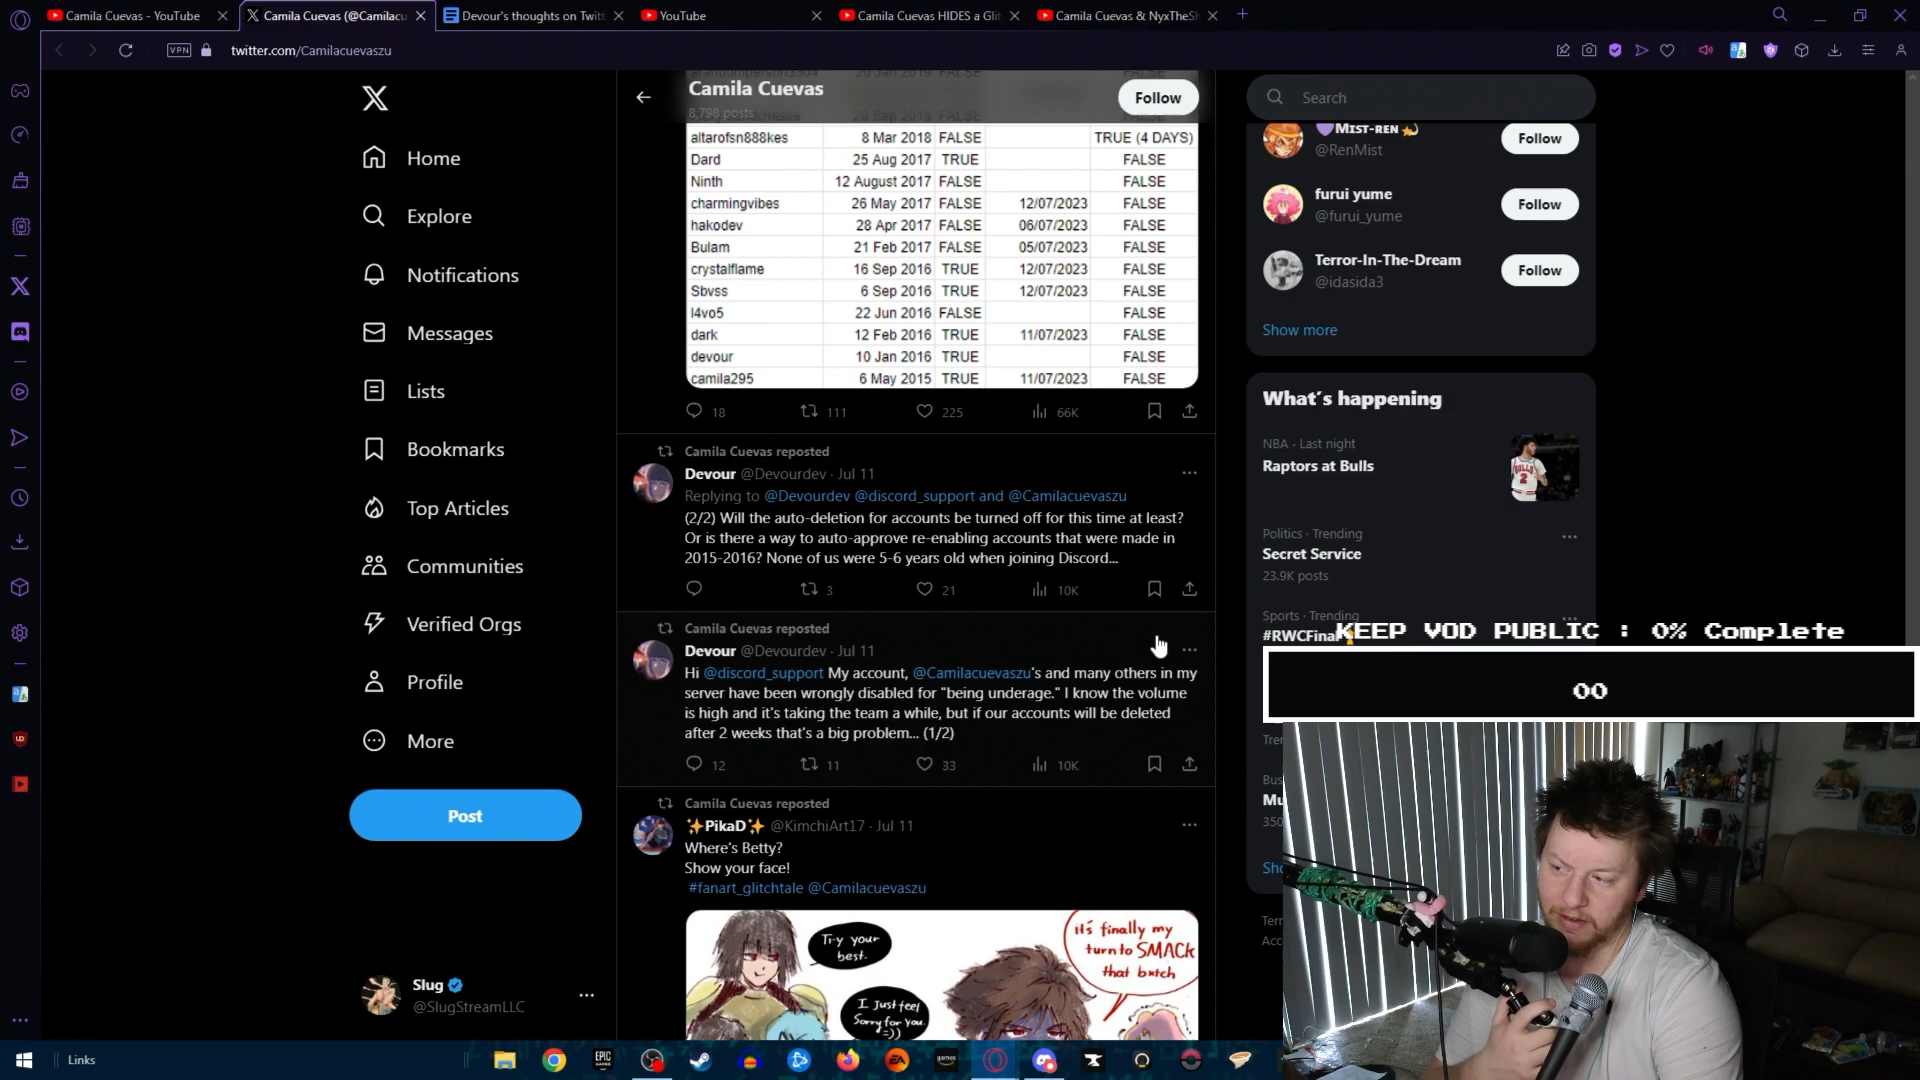 Camila Cuevas - YouTube
Camila Cuevas (@Camilacu
Devour's thoughts on Twitt
YouTube
Camila Cuevas HIDES a Glit
Camila Cuevas & NyxTheSh
VPN
twitter.com/Camilacuevaszu
Home
Explore
Notifications
Messages
Lists
Bookmarks
Top Articles
Communities
Verified Orgs
Profile
More
Post
Slug
@SlugStreamLLC
Camila Cuevas
8,798 posts
Follow
altarofsn888kes 8 Mar 2018 FALSE TRUE (4 DAYS)
Dard 25 Aug 2017 TRUE FALSE
Ninth 12 August 2017 FALSE FALSE
charmingvibes 26 May 2017 FALSE 12/07/2023 FALSE
hakodev 28 Apr 2017 FALSE 06/07/2023 FALSE
Bulam 21 Feb 2017 FALSE 05/07/2023 FALSE
crystalflame 16 Sep 2016 TRUE 12/07/2023 FALSE
Sbvss 6 Sep 2016 TRUE 12/07/2023 FALSE
l4vo5 22 Jun 2016 FALSE FALSE
dark 12 Feb 2016 TRUE 11/07/2023 FALSE
devour 10 Jan 2016 TRUE FALSE
camila295 6 May 2015 TRUE 11/07/2023 FALSE
18 111 225 66K
Camila Cuevas reposted
Devour @Devourdev · Jul 11
Replying to @Devourdev @discord_support and @Camilacuevaszu
(2/2) Will the auto-deletion for accounts be turned off for this time at least?
Or is there a way to auto-approve re-enabling accounts that were made in
2015-2016? None of us were 5-6 years old when joining Discord...
3 21 10K
Camila Cuevas reposted
Devour @Devourdev · Jul 11
Hi @discord_support My account, @Camilacuevaszu's and many others in my
server have been wrongly disabled for "being underage." I know the volume
is high and it's taking the team a while, but if our accounts will be deleted
after 2 weeks that's a big problem... (1/2)
12 11 33 10K
Camila Cuevas reposted
✨PikaD✨ @KimchiArt17 · Jul 11
Where's Betty?
Show your face!
#fanart_glitchtale @Camilacuevaszu
Try your
best.
I Just feel
Sorry for you.
=))
it's finally my
turn to SMACK
that bxtch
Search
💜Mist-ren💫
@RenMist
Follow
furui yume
@furui_yume
Follow
Terror-In-The-Dream
@idasida3
Follow
Show more
What's happening
NBA · Last night
Raptors at Bulls
Politics · Trending
Secret Service
23.9K posts
Sports · Trending
#RWCFinal
KEEP VOD PUBLIC : 0% Complete
00
Links